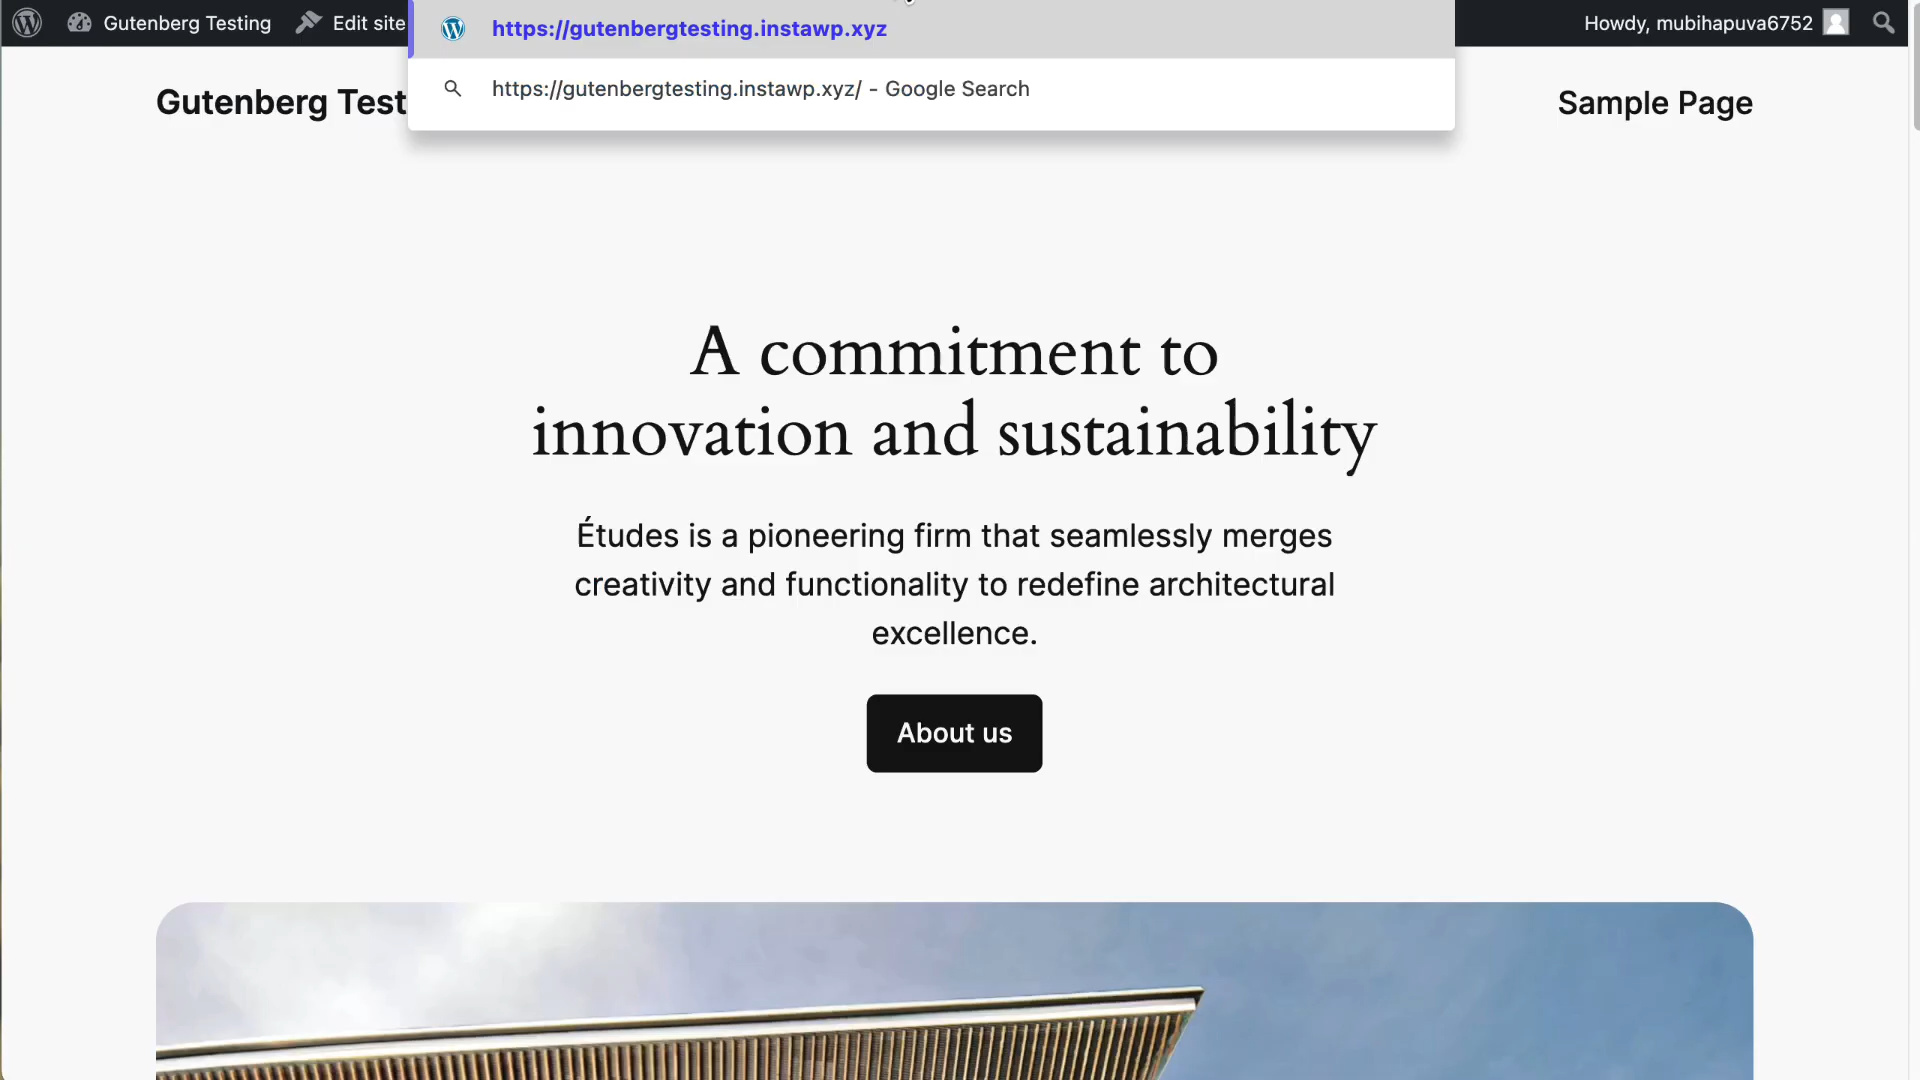 Gutenberg Testing
Edit site
https://gutenbergtesting.instawp.xyz
Howdy, mubihapuva6752
https://gutenbergtesting.instawp.xyz/ - Google Search
Gutenberg Test
Sample Page
A commitment to
innovation and sustainability
Études is a pioneering firm that seamlessly merges
creativity and functionality to redefine architectural
excellence.
About us